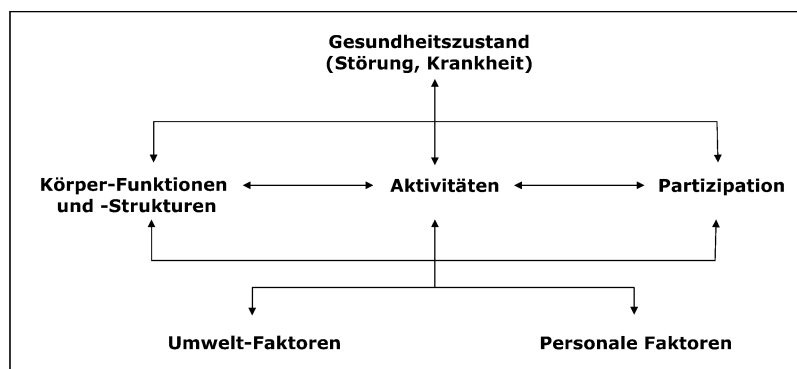 Gesundheitszustand
(Störung, Krankheit)
Körper-Funktionen
und -Strukturen
Aktivitäten
Partizipation
Umwelt-Faktoren
Personale Faktoren